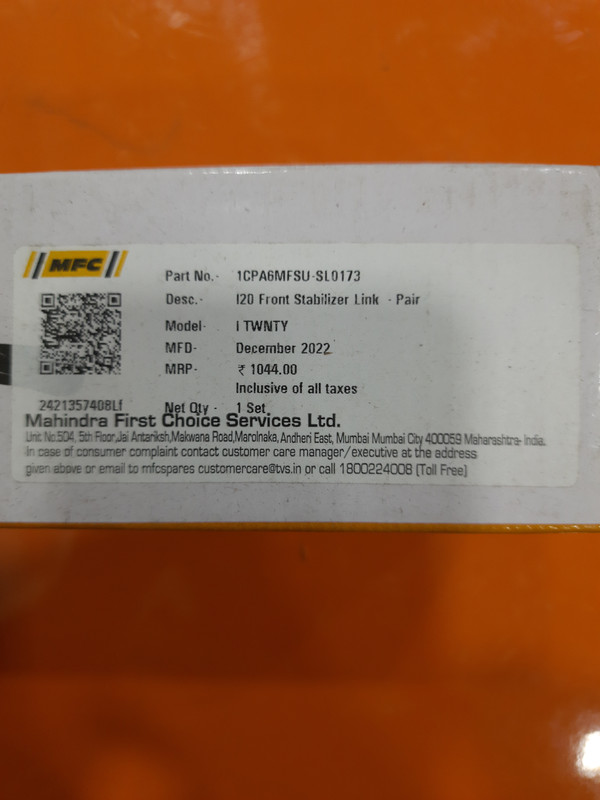 MFC
Part No.- 1CPA6MFSU-SL0173
Desc.- I20 Front Stabilizer Link - Pair
Model- I TWNTY
MFD- December 2022
MRP- ₹ 1044.00
Inclusive of all taxes
2421357408Lf Net Qty - 1 Set
Mahindra First Choice Services Ltd.
Unit No:504, 5th Floor,Jai Antariksh,Makwana Road,Marolnaka,Andheri East, Mumbai Mumbai City 400059 Maharashtra- India.
In case of consumer complaint contact customer care manager/executive at the address
given above or email to mfcspares customercare@tvs.in or call 1800224008 (Toll Free)